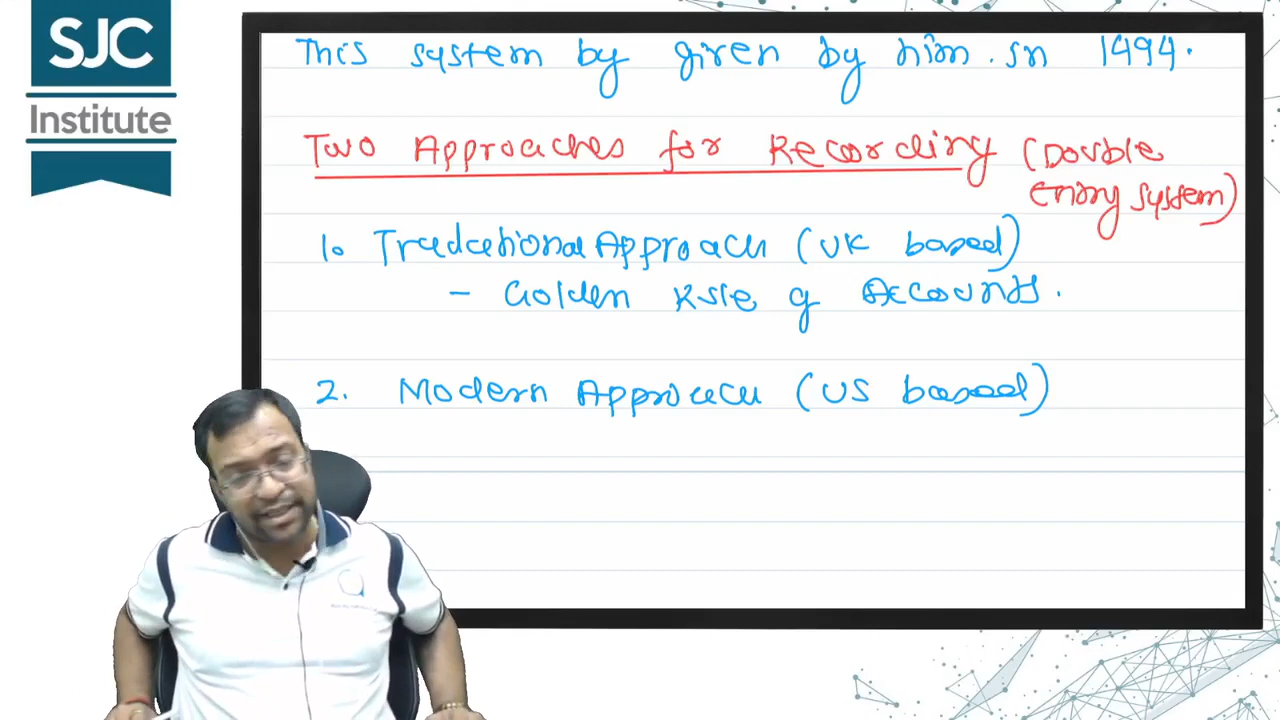 SJC
Institute
This system by given by him. in 1494.
Two Approaches for Recording (Double
Entry system)
1. Traditional Approach (UK based)
- Golden Rule of Accounts.
2. Modern Approach (US based)